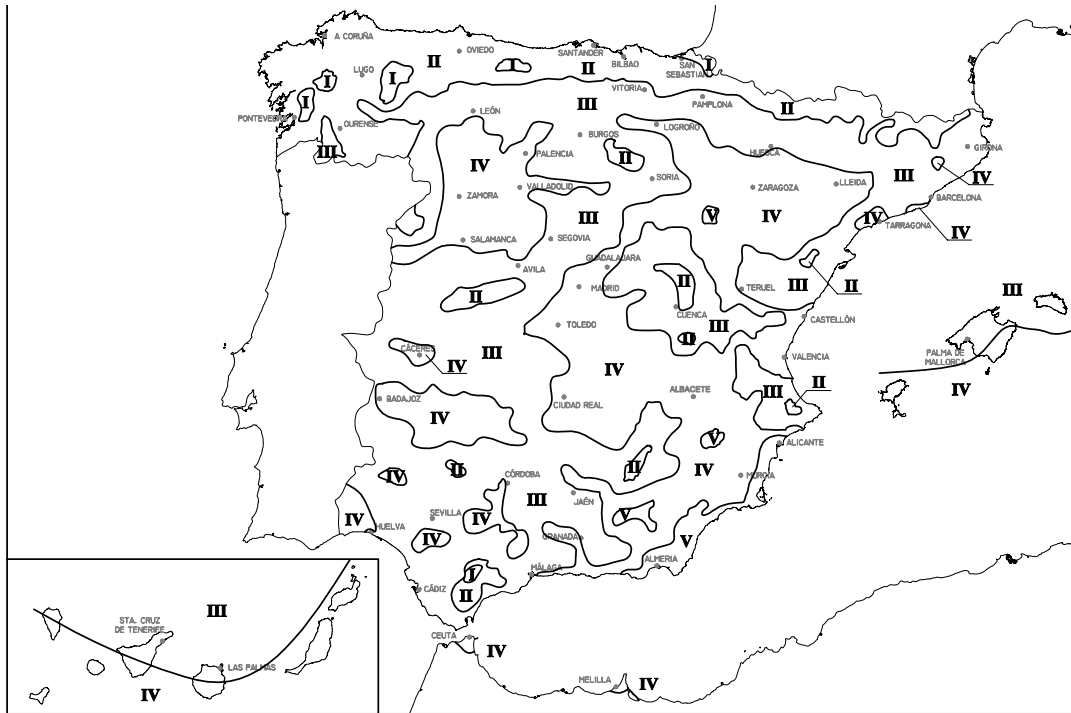 A CORUÑA
OVIEDO
SANTANDER
BILBAO
SAN
SEBASTIAN
II
II
I
I
LUGO
I
I
I
VITORIA
PAMPLONA
II
III
LEÓN
PONTEVEDRA
OURENSE
III
LOGROÑO
BURGOS
HUESCA
GIRONA
IV
PALENCIA
II
SORIA
III
IV
ZAMORA
VALLADOLID
ZARAGOZA
LLEIDA
BARCELONA
III
V
IV
IV
TARRAGONA
IV
SALAMANCA
SEGOVIA
GUADALAJARA
AVILA
II
III
II
TERUEL
III
II
MADRID
CUENCA
III
CASTELLÓN
TOLEDO
II
CÁCERES
IV
III
IV
VALENCIA
PALMA DE
MALLORCA
IV
BADAJOZ
IV
CIUDAD REAL
ALBACETE
III
II
V
ALICANTE
IV
II
II
IV
MURCIA
CÓRDOBA
III
JAÉN
IV
HUELVA
SEVILLA
IV
IV
V
GRANADA
V
ALMERIA
MÁLAGA
I
II
CÁDIZ
CEUTA
IV
MELILLA
IV
III
STA. CRUZ
DE TENERIFE
LAS PALMAS
IV